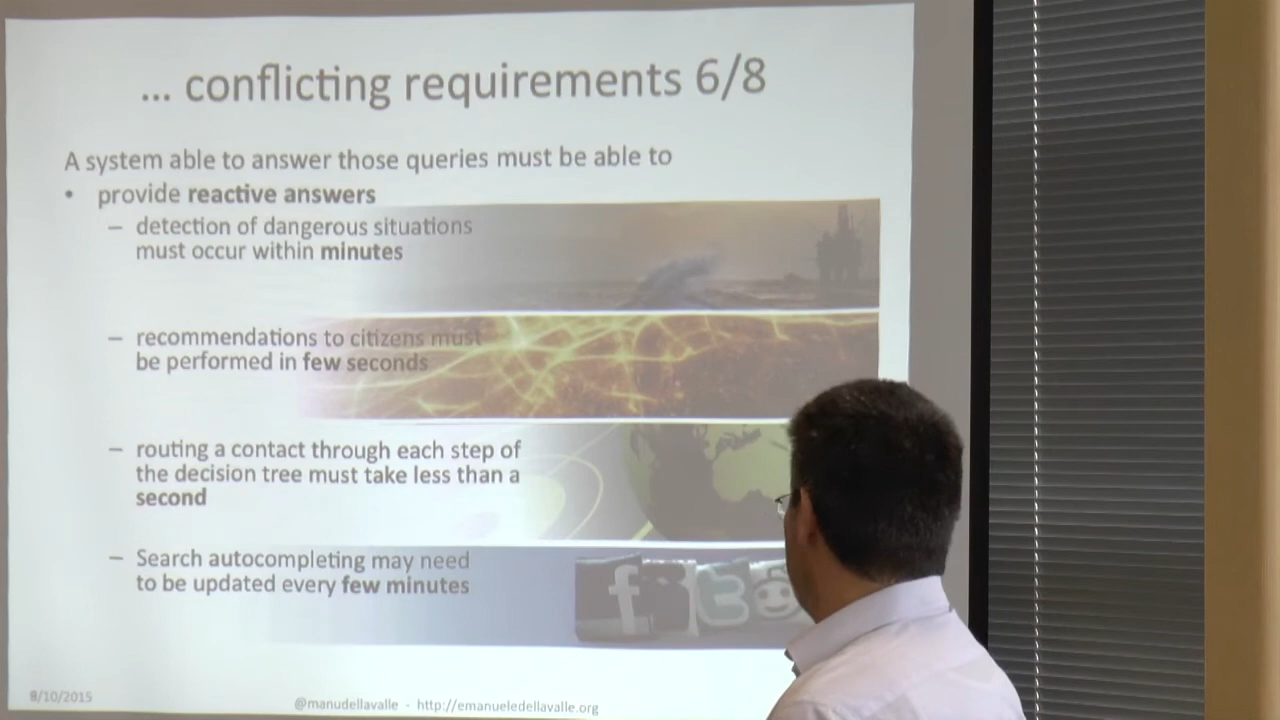 ... conflicting requirements 6/8
A system able to answer those queries must be able to
• provide reactive answers
– detection of dangerous situations
must occur within minutes
– recommendations to citizens must
be performed in few seconds
– routing a contact through each step of
the decision tree must take less than a
second
– Search autocompleting may need
to be updated every few minutes
f t
8/10/2015
@manudellavalle - http://emanueledellavalle.org